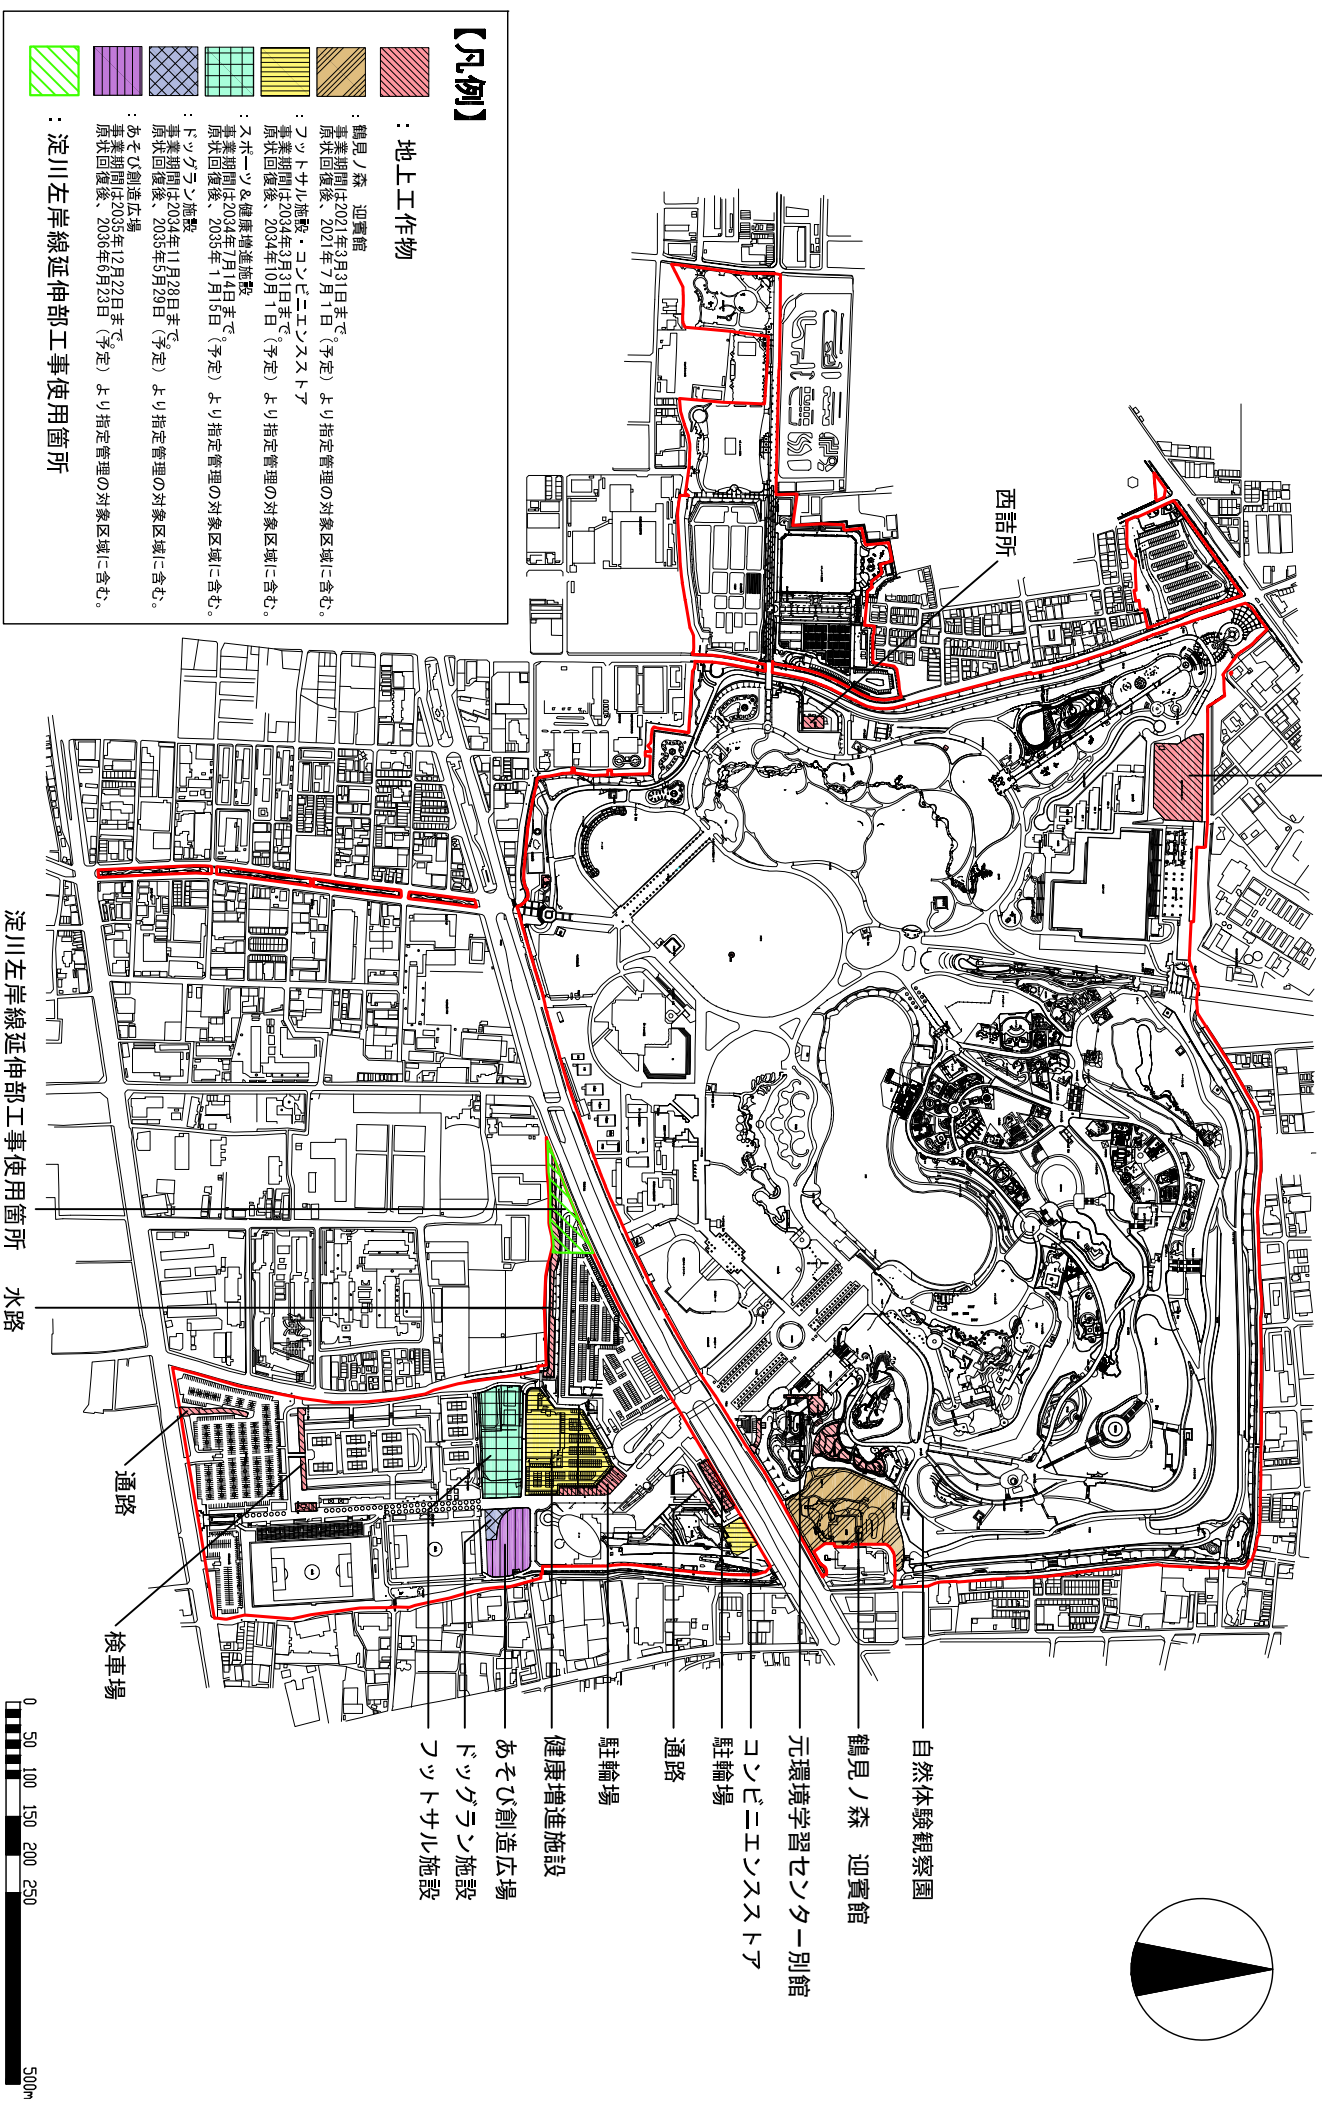 【凡例】
：地上工作物
：鶴見ノ森　迎賓館
事業期間は2021年3月31日まで。
原状回復後、2021年7月1日（予定）より指定管理の対象区域に含む。
：フットサル施設・コンビニエンスストア
事業期間は2034年3月31日まで。
原状回復後、2034年10月1日（予定）より指定管理の対象区域に含む。
：スポーツ＆健康増進施設
事業期間は2034年7月14日まで。
原状回復後、2035年1月15日（予定）より指定管理の対象区域に含む。
：ドッグラン施設
事業期間は2034年11月28日まで。
原状回復後、2035年5月29日（予定）より指定管理の対象区域に含む。
：あそび創造広場
事業期間は2035年12月22日まで。
原状回復後、2036年6月23日（予定）より指定管理の対象区域に含む。
：淀川左岸線延伸部工事使用箇所
西詰所
自然体験観察園
鶴見ノ森　迎賓館
元環境学習センター別館
コンビニエンスストア
駐輪場
通路
駐輪場
健康増進施設
あそび創造広場
ドッグラン施設
フットサル施設
通路
検車場
淀川左岸線延伸部工事使用箇所
水路
0 50 100 150 200 250 500m